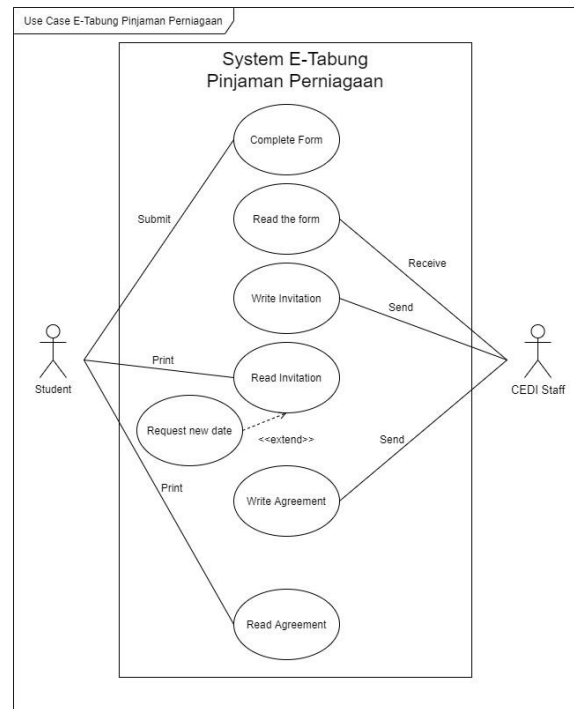 Use Case E-Tabung Pinjaman Perniagaan
System E-Tabung
Pinjaman Perniagaan
Complete Form
Submit
Read the form
Receive
Write Invitation
Send
Student
Print
Read Invitation
CEDI Staff
Request new date
<<extend>>
Send
Print
Write Agreement
Read Agreement